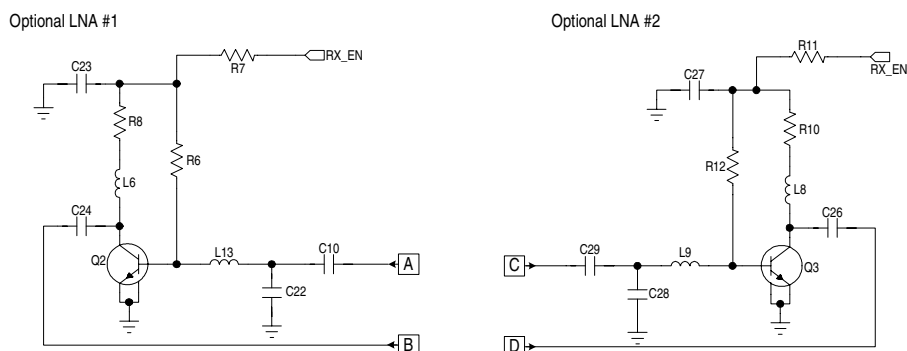 Optional LNA #1
Optional LNA #2
R11
RX_EN
R7
RX_EN
C23
C27
R8
R10
R6
R12
L6
L8
C24
C26
Q2
L13
C10
A
C
C29
L9
Q3
C22
C28
B
D